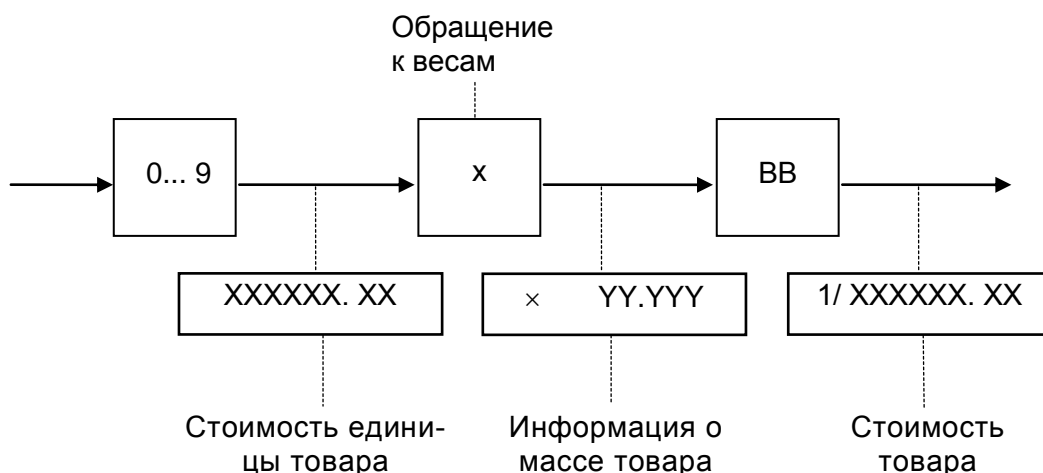 Обращение
к весам
0... 9
x
ВВ
XXXXXX. XX
× YY.YYY
1/ XXXXXX. XX
Стоимость едини-
цы товара
Информация о
массе товара
Стоимость
товара